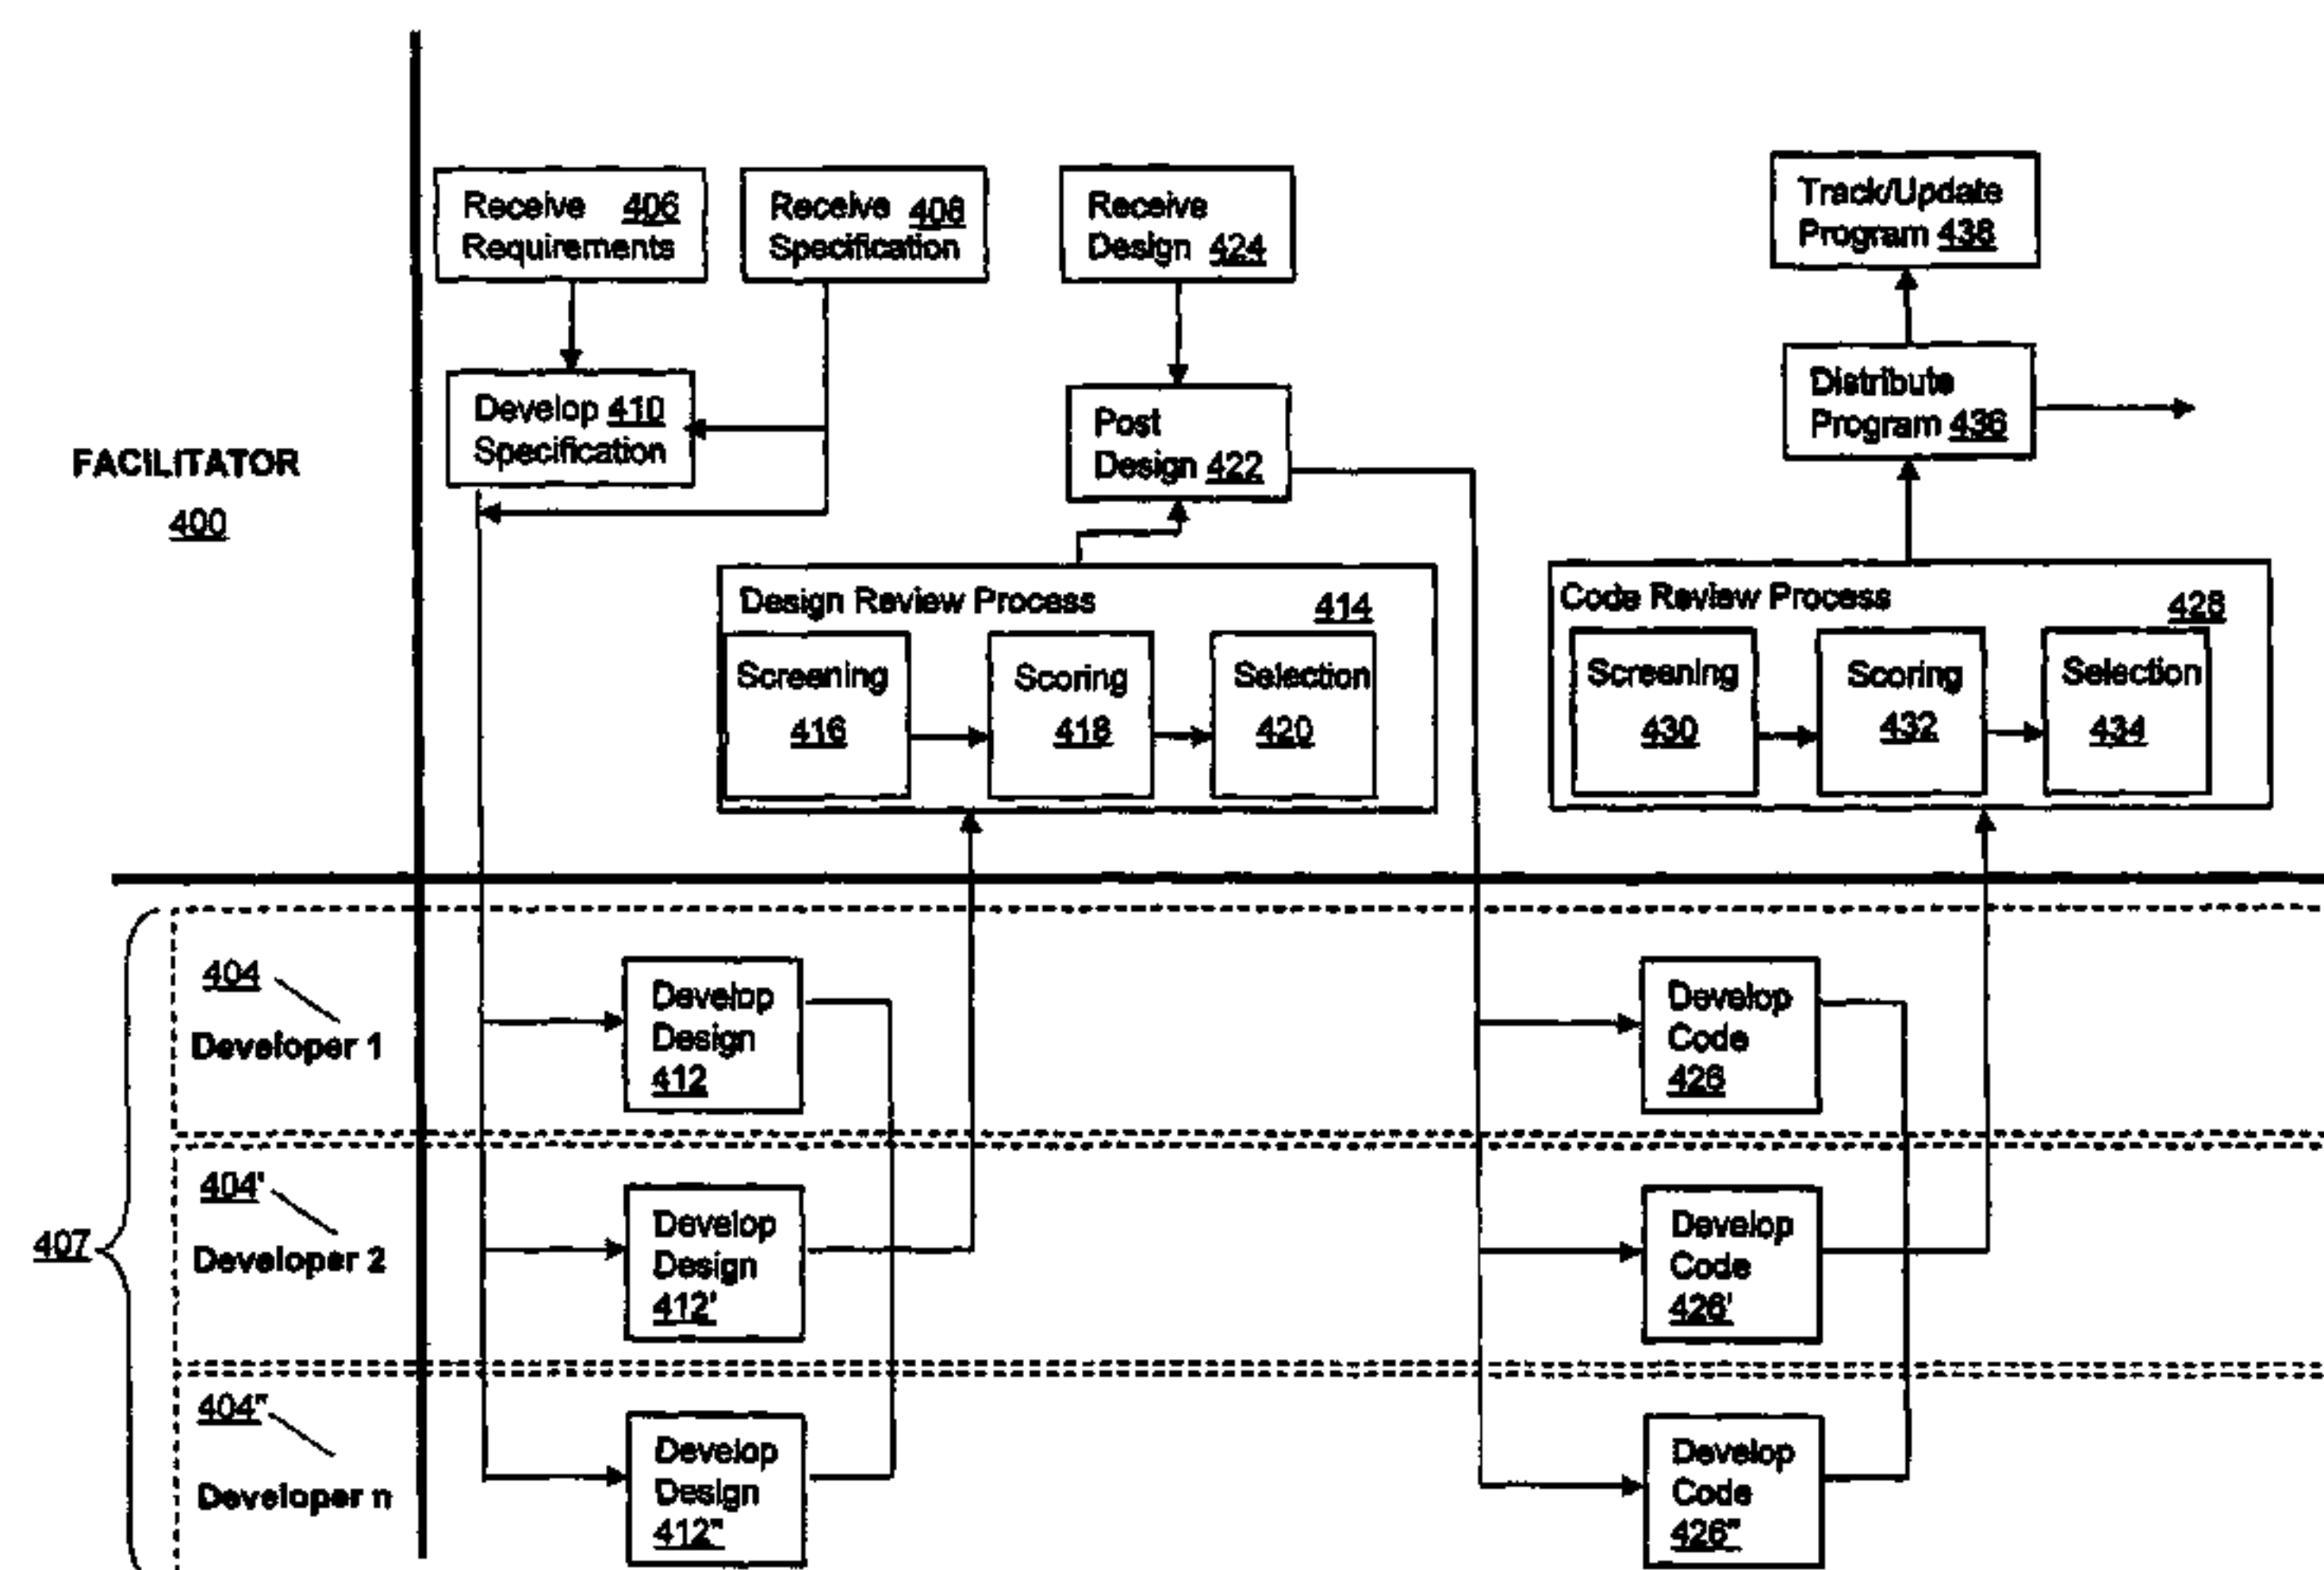 Receive 406
Requirements
Receive 408
Specification
Receive
Design 424
Track/Update
Program 438
Develop 410
Specification
Post
Design 422
Distribute
Program 436
FACILITATOR
400
Design Review Process 414
Screening
416
Scoring
418
Selection
420
Code Review Process 428
Screening
430
Scoring
432
Selection
434
404
Developer 1
Develop
Design
412
Develop
Code
426
407
404'
Developer 2
Develop
Design
412'
Develop
Code
426'
404"
Developer n
Develop
Design
412"
Develop
Code
426"